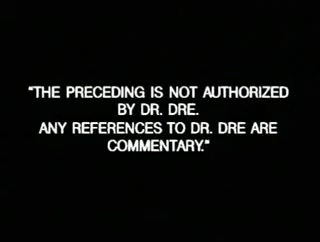 "THE PRECEDING IS NOT AUTHORIZED
BY DR. DRE.
ANY REFERENCES TO DR. DRE ARE
COMMENTARY."